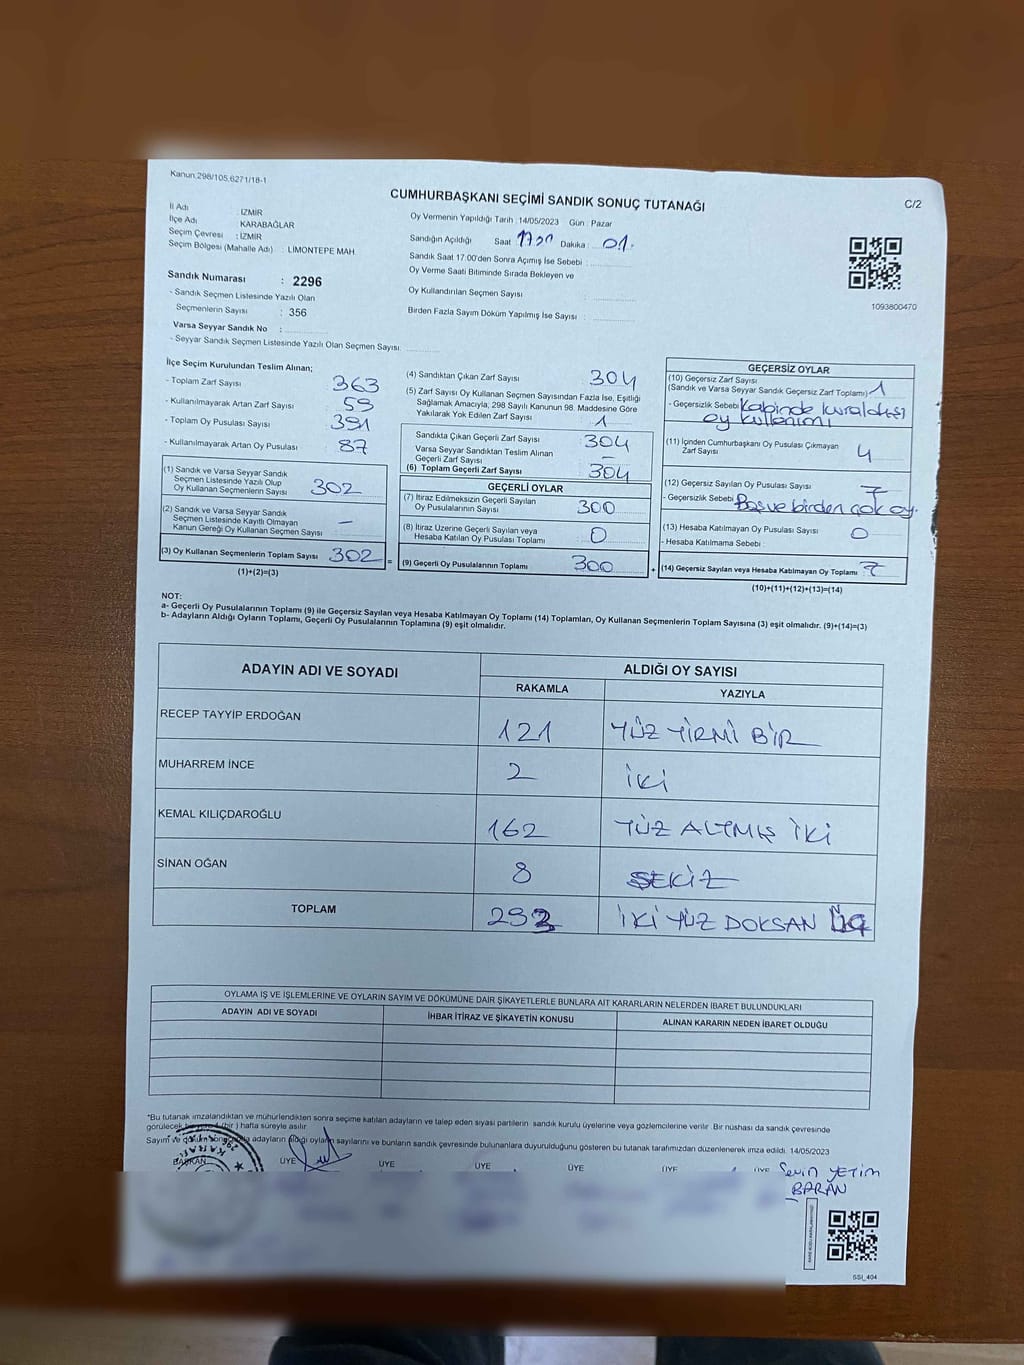 Kanun.298/105,6271/18-1
CUMHURBAŞKANI SEÇİMİ SANDIK SONUÇ TUTANAĞI
C/2
İl Adı : IZMIR
İlçe Adı KARABAĞLAR
Seçim Çevresi : IZMIR
Seçim Bölgesi (Mahalle Adı) : LIMONTEPE MAH
Oy Vermenin Yapıldığı Tarih : 14/05/2023 Gün : Pazar
Sandığın Açıldığı Saat 1700 Dakika : 01.
Sandık Saat 17.00'den Sonra Açımış İse Sebebi :
Oy Verme Saati Bitiminde Sırada Bekleyen ve
Oy Kullandırılan Seçmen Sayısı :
Birden Fazla Sayım Döküm Yapılmış İse Sayısı :
1093800470
Sandık Numarası : 2296
- Sandık Seçmen Listesinde Yazılı Olan
Seçmenlerin Sayısı : 356
Varsa Seyyar Sandık No :
- Seyyar Sandık Seçmen Listesinde Yazılı Olan Seçmen Sayısı:
İlçe Seçim Kurulundan Teslim Alınan;
- Toplam Zarf Sayısı 363
- Kullanılmayarak Artan Zarf Sayısı 59
- Toplam Oy Pusulası Sayısı 391
- Kullanılmayarak Artan Oy Pusulası 87
(1) Sandık ve Varsa Seyyar Sandık
Seçmen Listesinde Yazılı Olup
Oy Kullanan Seçmenlerin Sayısı 302
(2) Sandık ve Varsa Seyyar Sandık
Seçmen Listesinde Kayıtlı Olmayan
Kanun Gereği Oy Kullanan Seçmen Sayısı —
(3) Oy Kullanan Seçmenlerin Toplam Sayısı 302 =
(1)+(2)=(3)
(4) Sandıktan Çıkan Zarf Sayısı 304
(5) Zarf Sayısı Oy Kullanan Seçmen Sayısından Fazla İse, Eşitliği
Sağlamak Amacıyla, 298 Sayılı Kanunun 98. Maddesine Göre
Yakılarak Yok Edilen Zarf Sayısı 1
Sandıkta Çıkan Geçerli Zarf Sayısı 304
Varsa Seyyar Sandıktan Teslim Alınan
Geçerli Zarf Sayısı —
(6) Toplam Geçerli Zarf Sayısı 304
GEÇERLİ OYLAR
(7) İtiraz Edilmeksizin Geçerli Sayılan
Oy Pusulalarının Sayısı 300
(8) İtiraz Üzerine Geçerli Sayılan veya
Hesaba Katılan Oy Pusulası Toplamı 0
(9) Geçerli Oy Pusulalarının Toplamı 300 +
GEÇERSİZ OYLAR
(10) Geçersiz Zarf Sayısı
(Sandık ve Varsa Seyyar Sandık Geçersiz Zarf Toplamı) 1
- Geçersizlik Sebebi Kabinde kuraldışı
oy kullenimı
(11) İçinden Cumhurbaşkanı Oy Pusulası Çıkmayan
Zarf Sayısı 4
(12) Geçersiz Sayılan Oy Pusulası Sayısı 7
- Geçersizlik Sebebi Boş ve birden çok oy.
(13) Hesaba Katılmayan Oy Pusulası Sayısı 0
- Hesaba Katılmama Sebebi :
(14) Geçersiz Sayılan veya Hesaba Katılmayan Oy Toplamı 7
(10)+(11)+(12)+(13)=(14)
NOT:
a- Geçerli Oy Pusulalarının Toplamı (9) ile Geçersiz Sayılan veya Hesaba Katılmayan Oy Toplamı (14) Toplamları, Oy Kullanan Seçmenlerin Toplam Sayısına (3) eşit olmalıdır. (9)+(14)=(3)
b- Adayların Aldığı Oyların Toplamı, Geçerli Oy Pusulalarının Toplamına (9) eşit olmalıdır.
ADAYIN ADI VE SOYADI ALDIĞI OY SAYISI
RAKAMLA YAZIYLA
RECEP TAYYİP ERDOĞAN 121 YÜZ YİRMİ BİR
MUHARREM İNCE 2 İKİ
KEMAL KILIÇDAROĞLU 162 YÜZ ALTMIŞ İKİ
SİNAN OĞAN 8 SEKİZ
TOPLAM 293 İKİ YÜZ DOKSAN ÜÇ
OYLAMA İŞ VE İŞLEMLERİNE VE OYLARIN SAYIM VE DÖKÜMÜNE DAİR ŞİKAYETLERLE BUNLARA AİT KARARLARIN NELERDEN İBARET BULUNDUKLARI
ADAYIN ADI VE SOYADI İHBAR İTİRAZ VE ŞİKAYETİN KONUSU ALINAN KARARIN NEDEN İBARET OLDUĞU
*Bu tutanak imzalandıktan ve mühürlendikten sonra seçime katılan adayların ve talep eden siyasi partilerin sandık kurulu üyelerine veya gözlemcilerine verilir. Bir nüshası da sandık çevresinde
görülecek bir yere 1 (bir) hafta süreyle asılır.
Sayım ve döküm sonucunda adayların aldığı oyların sayılarını ve bunların sandık çevresinde bulunanlara duyurulduğunu gösteren bu tutanak tarafımızdan düzenlenerek imza edildi. 14/05/2023
BAŞKAN ÜYE ÜYE ÜYE ÜYE ÜYE ÜYE Sevin YETİM
BARAN
SSI_404